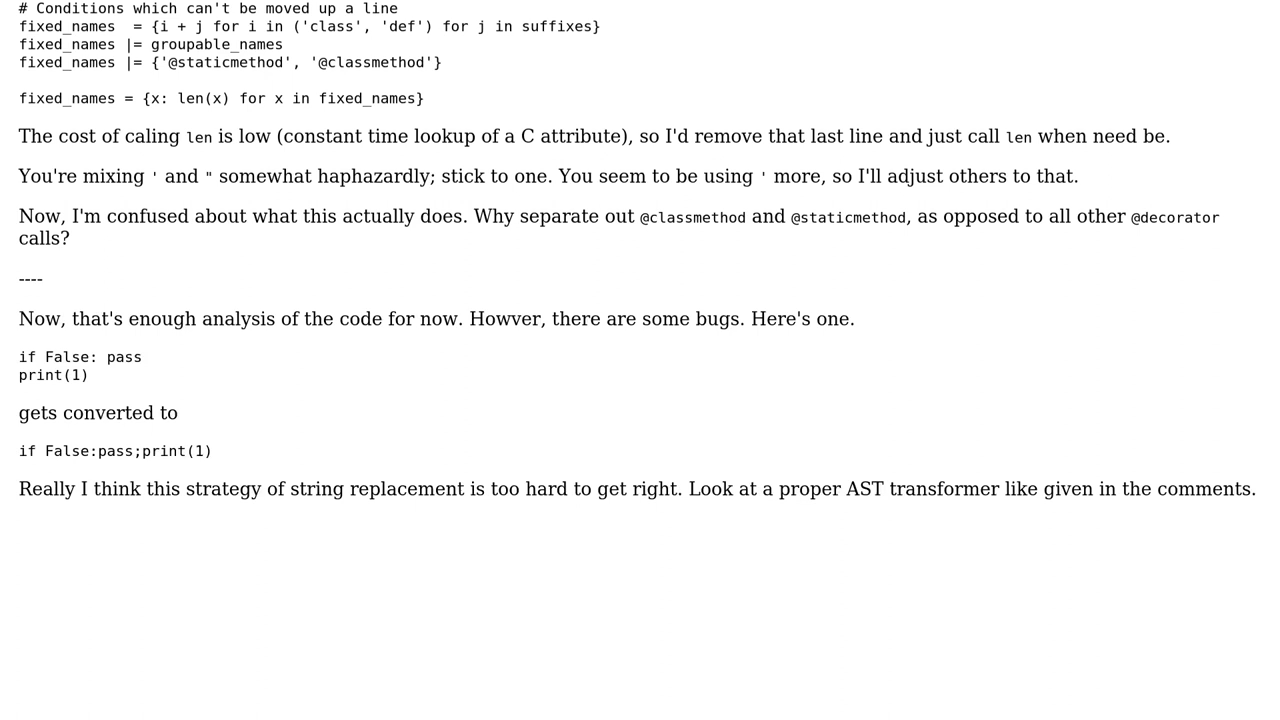 # Conditions which can't be moved up a line
fixed_names  = {i + j for i in ('class', 'def') for j in suffixes}
fixed_names |= groupable_names
fixed_names |= {'@staticmethod', '@classmethod'}
fixed_names = {x: len(x) for x in fixed_names}
The cost of caling len is low (constant time lookup of a C attribute), so I'd remove that last line and just call len when need be.
You're mixing ' and " somewhat haphazardly; stick to one. You seem to be using ' more, so I'll adjust others to that.
Now, I'm confused about what this actually does. Why separate out @classmethod and @staticmethod, as opposed to all other @decorator
calls?
----
Now, that's enough analysis of the code for now. Howver, there are some bugs. Here's one.
if False: pass
print(1)
gets converted to
if False:pass;print(1)
Really I think this strategy of string replacement is too hard to get right. Look at a proper AST transformer like given in the comments.